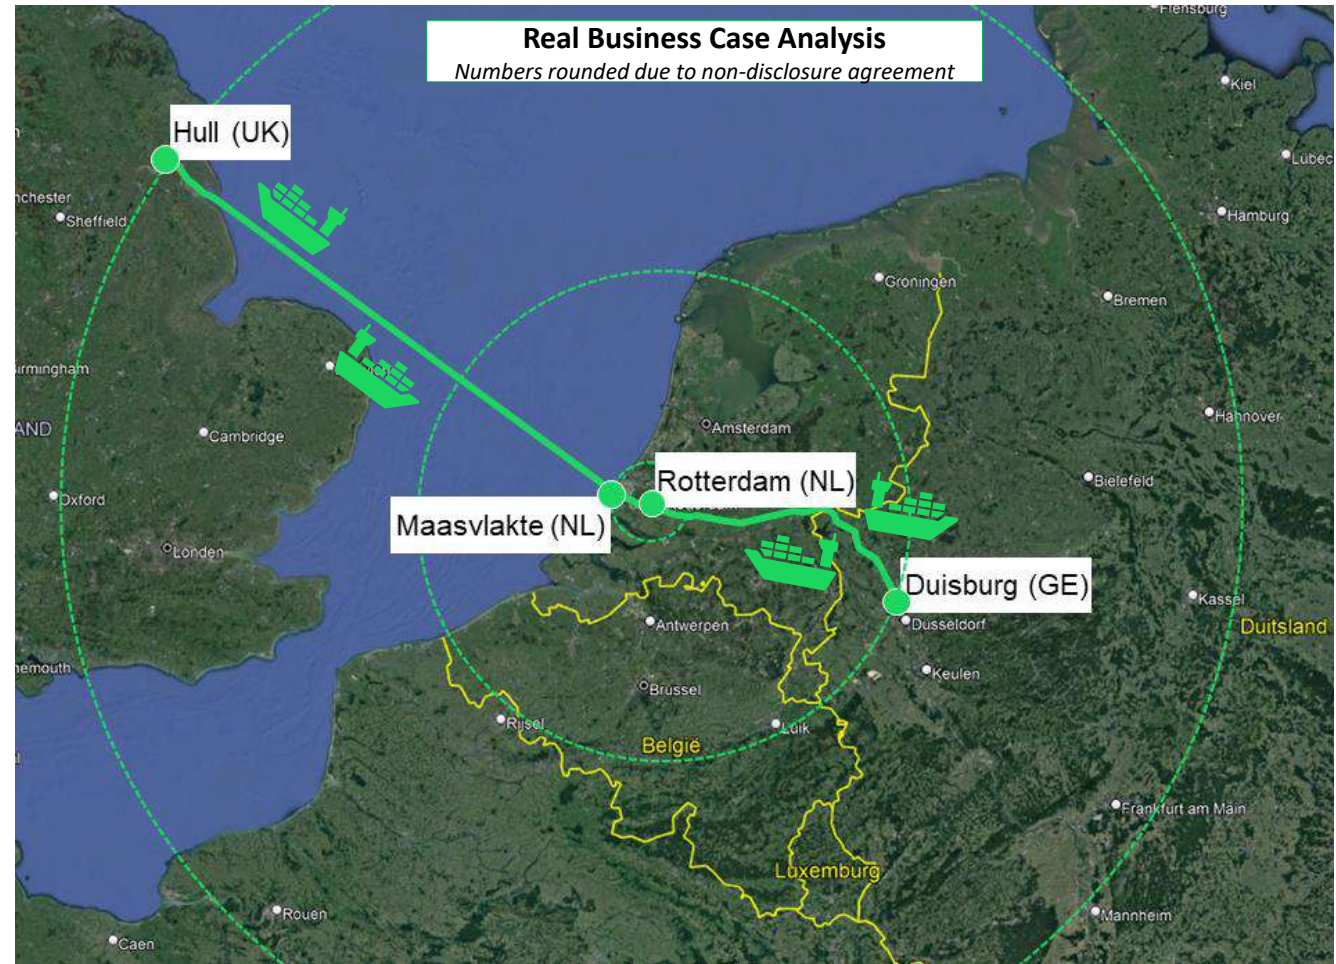 Real Business Case Analysis
Numbers rounded due to non-disclosure agreement
Flensburg
Kiel
Hull (UK)
Lübec
nchester
Sheffield
Hamburg
Groningen
Bremen
Birmingham
AND
Cambridge
Amsterdam
Hannover
Rotterdam (NL)
Bielefeld
Oxford
Maasvlakte (NL)
Londen
Duisburg (GE)
Kassel
Antwerpen
Düsseldorf
Duitsland
nemouth
Keulen
Brussel
Rijsel
Luik
België
Frankfurt am Main
Luxemburg
Rouen
Mannheim
Caen